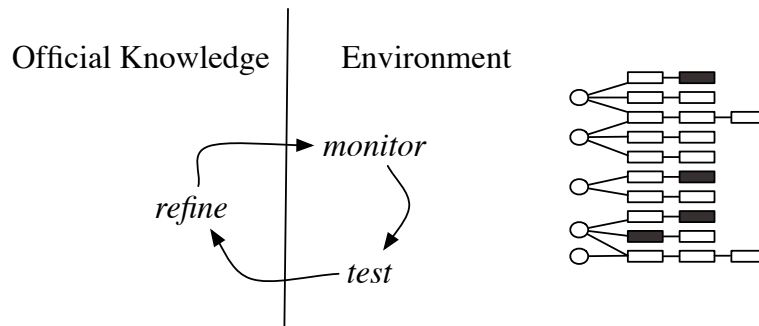 Official Knowledge
Environment
monitor
refine
test